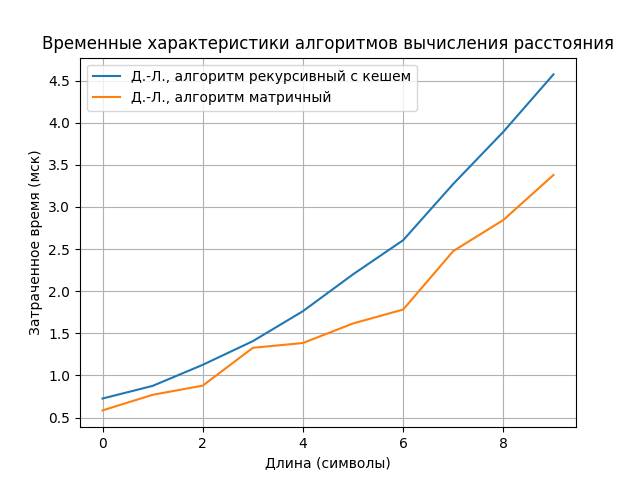 Временные характеристики алгоритмов вычисления расстояния
Д.-Л., алгоритм рекурсивный с кешем
Д.-Л., алгоритм матричный
4.5
4.0
3.5
3.0
2.5
2.0
1.5
1.0
0.5
Затраченное время (мск)
0 2 4 6 8
Длина (символы)